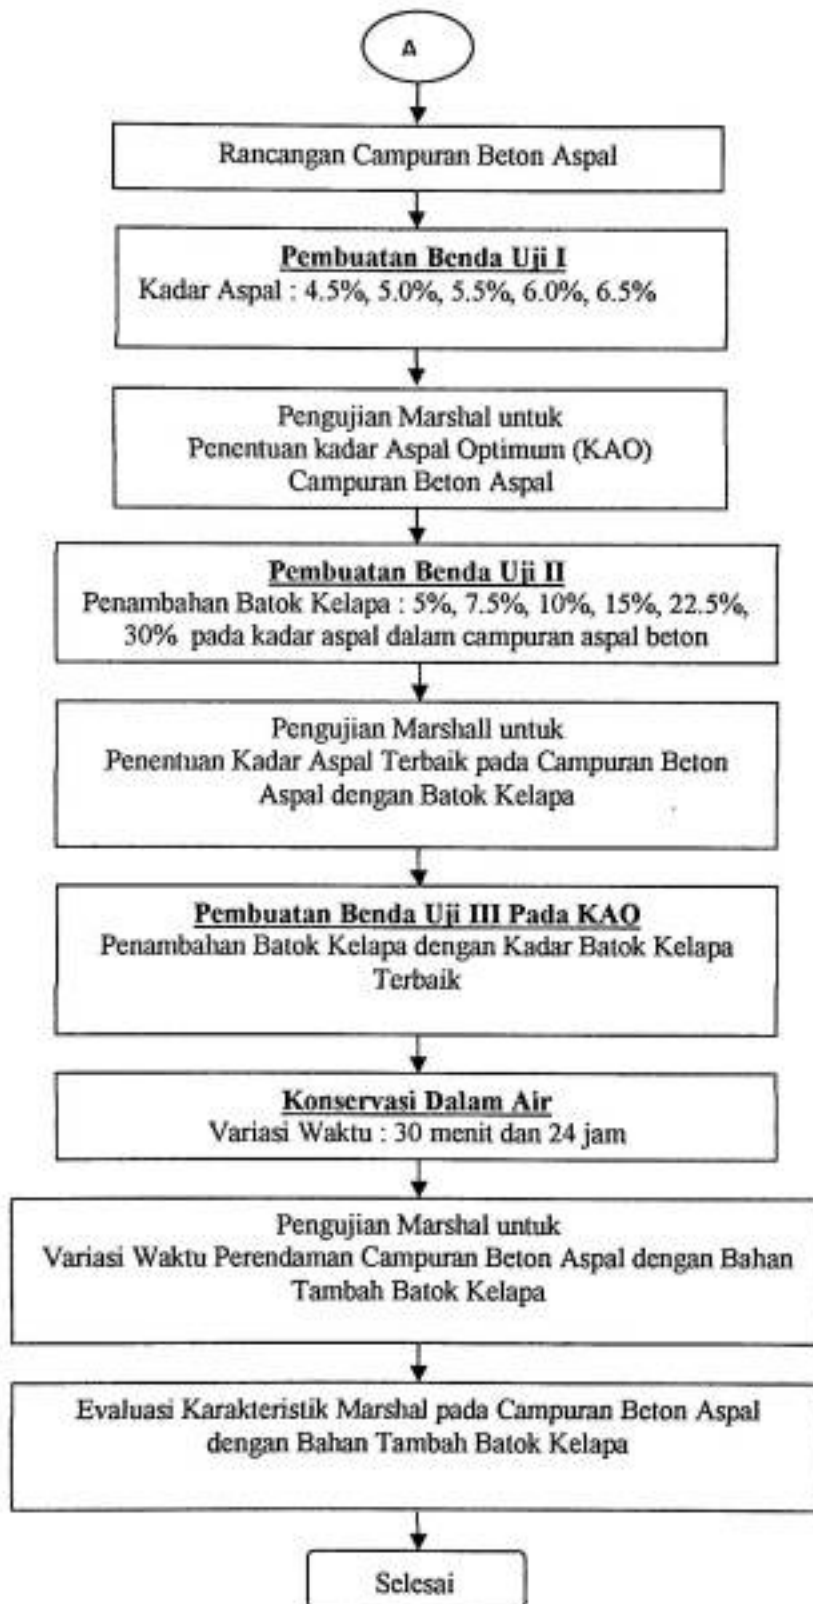 A
Rancangan Campuran Beton Aspal
Pembuatan Benda Uji I
Kadar Aspal : 4.5%, 5.0%, 5.5%, 6.0%, 6.5%
Pengujian Marshal untuk
Penentuan kadar Aspal Optimum (KAO)
Campuran Beton Aspal
Pembuatan Benda Uji II
Penambahan Batok Kelapa : 5%, 7.5%, 10%, 15%, 22.5%,
30% pada kadar aspal dalam campuran aspal beton
Pengujian Marshall untuk
Penentuan Kadar Aspal Terbaik pada Campuran Beton
Aspal dengan Batok Kelapa
Pembuatan Benda Uji III Pada KAO
Penambahan Batok Kelapa dengan Kadar Batok Kelapa
Terbaik
Konservasi Dalam Air
Variasi Waktu : 30 menit dan 24 jam
Pengujian Marshal untuk
Variasi Waktu Perendaman Campuran Beton Aspal dengan Bahan
Tambah Batok Kelapa
Evaluasi Karakteristik Marshal pada Campuran Beton Aspal
dengan Bahan Tambah Batok Kelapa
Selesai